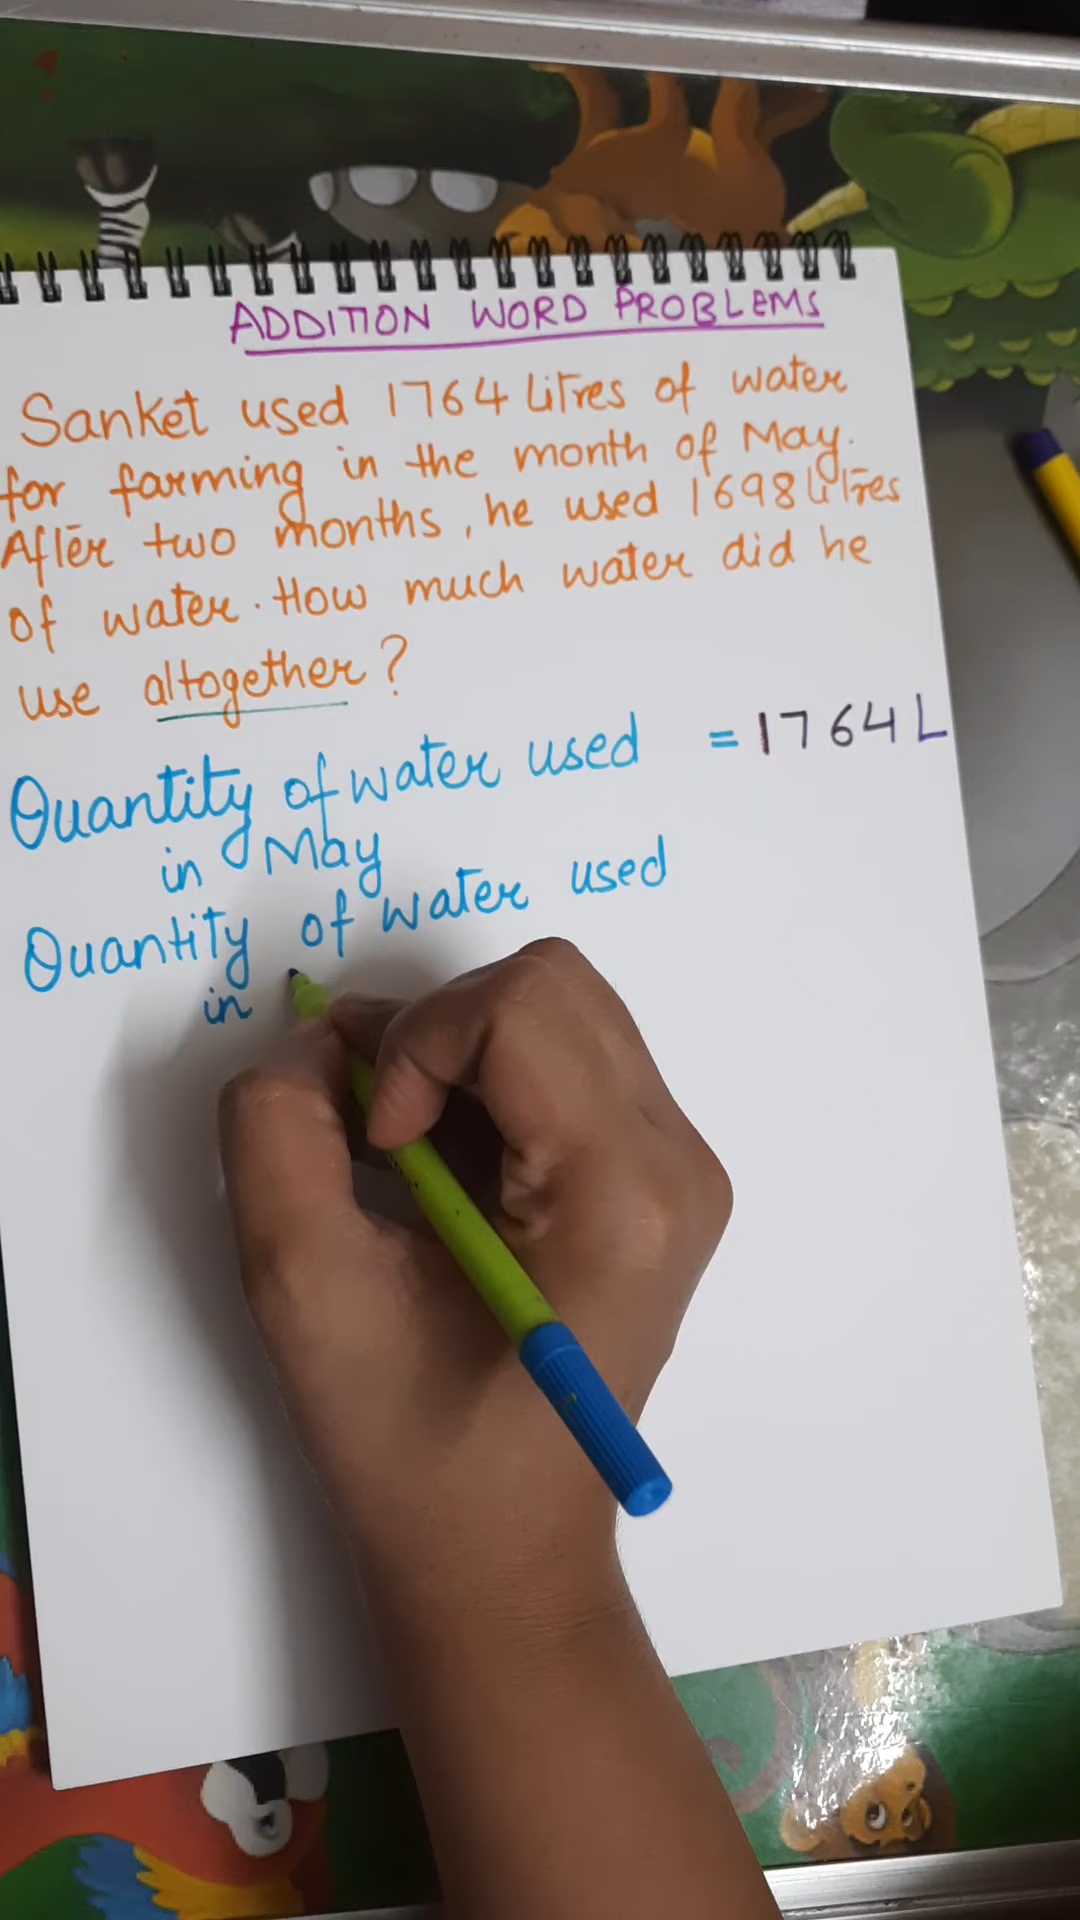 ADDITION WORD PROBLEMS
Sanket used 1764 Litres of water
for farming in the month of May.
After two months, he used 1698 Litres
of water. How much water did he
use altogether?
Quantity of water used = 1764 L
in May
Quantity of water used
in